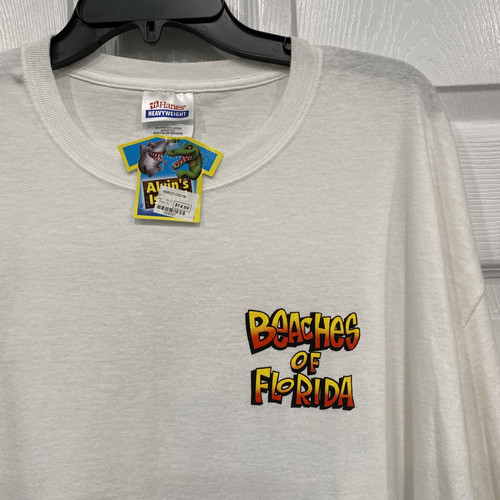 Hanes
HEAVYWEIGHT
Alvin's
$14.99
BEACHES
OF
FLORIDA